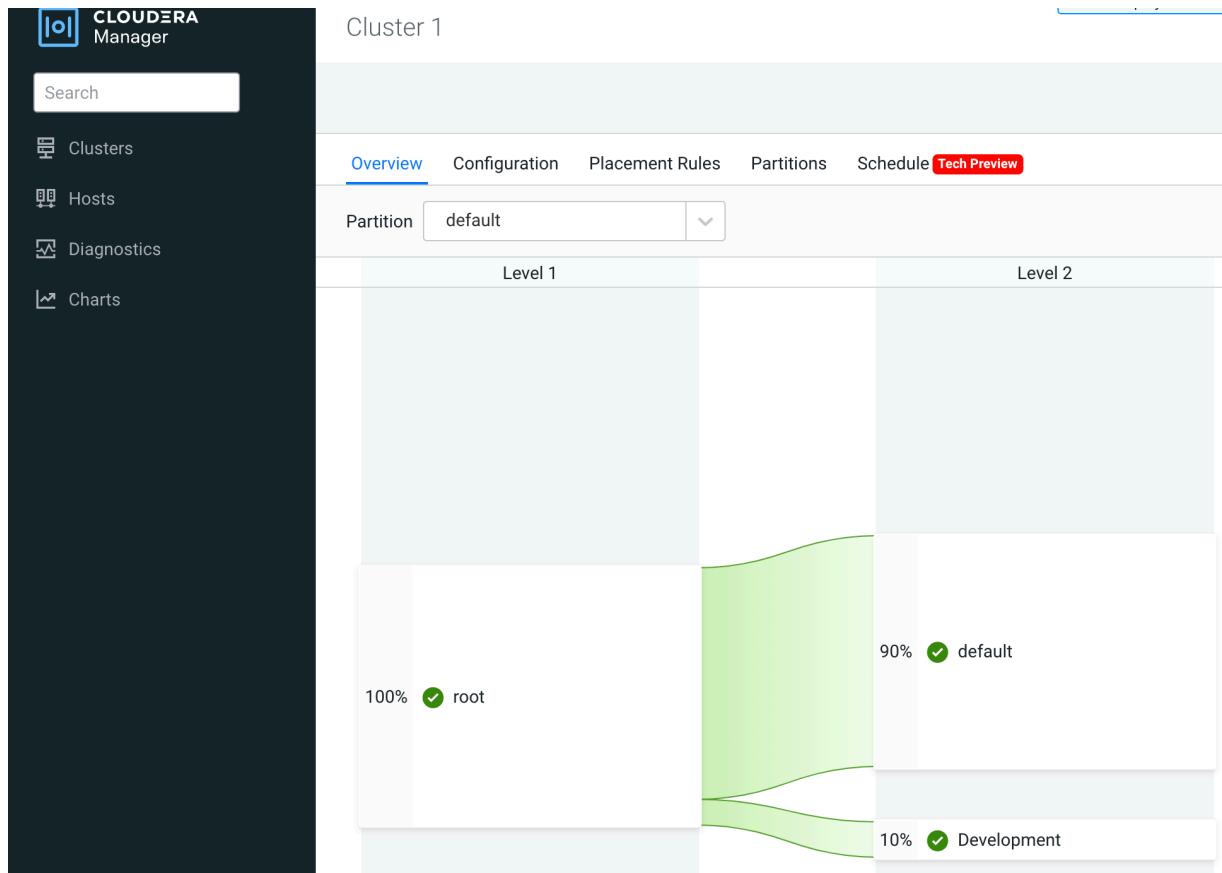 CLOUDERA
Manager
Search
Clusters
Hosts
Diagnostics
Charts
Cluster 1
Overview Configuration Placement Rules Partitions Schedule Tech Preview
Partition default
Level 1 Level 2
100% root
90% default
10% Development